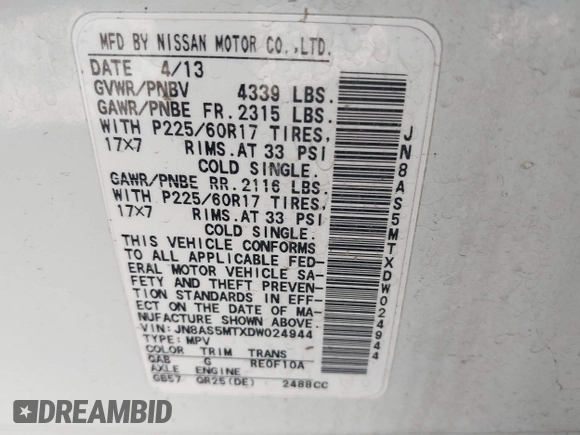 MFD BY NISSAN MOTOR CO.,LTD.
DATE 4/13
GVWR/PNBV 4339 LBS.
GAWR/PNBE FR. 2315 LBS.
WITH P225/60R17 TIRES,
17×7 RIMS.AT 33 PSI
COLD SINGLE.
GAWR/PNBE RR. 2116 LBS.
WITH P225/60R17 TIRES,
17×7 RIMS.AT 33 PSI
COLD SINGLE.
THIS VEHICLE CONFORMS
TO ALL APPLICABLE FED-
ERAL MOTOR VEHICLE SA-
FETY AND THEFT PREVEN-
TION STANDARDS IN EFF-
ECT ON THE DATE OF MA-
NUFACTURE SHOWN ABOVE.
VIN: JN8AS5MTXDW024944
TYPE: MPV
COLOR TRIM TRANS
QAB G RE0F10A
AXLE ENGINE
GB57 QR25(DE) 2488CC
JN8AS5MTXDW024944
DREAMBID